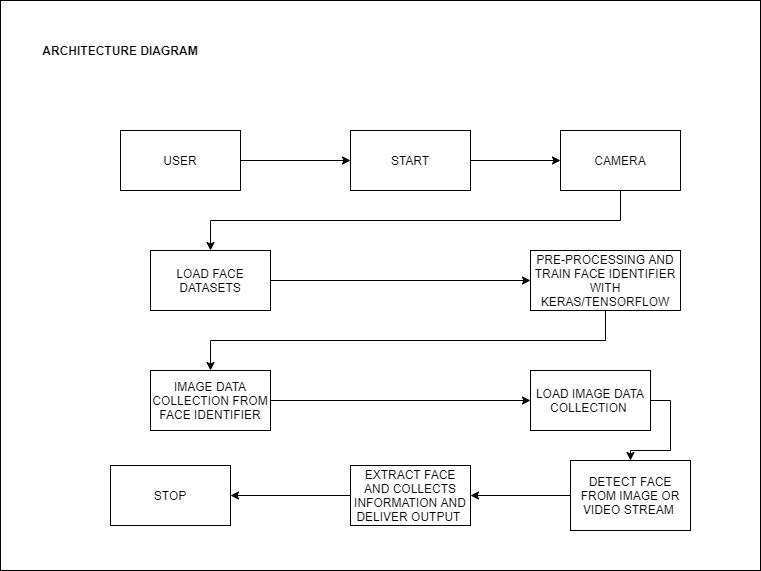 ARCHITECTURE DIAGRAM
USER
START
CAMERA
LOAD FACE
DATASETS
PRE-PROCESSING AND
TRAIN FACE IDENTIFIER
WITH
KERAS/TENSORFLOW
IMAGE DATA
COLLECTION FROM
FACE IDENTIFIER
LOAD IMAGE DATA
COLLECTION
DETECT FACE
FROM IMAGE OR
VIDEO STREAM
EXTRACT FACE
AND COLLECTS
INFORMATION AND
DELIVER OUTPUT
STOP